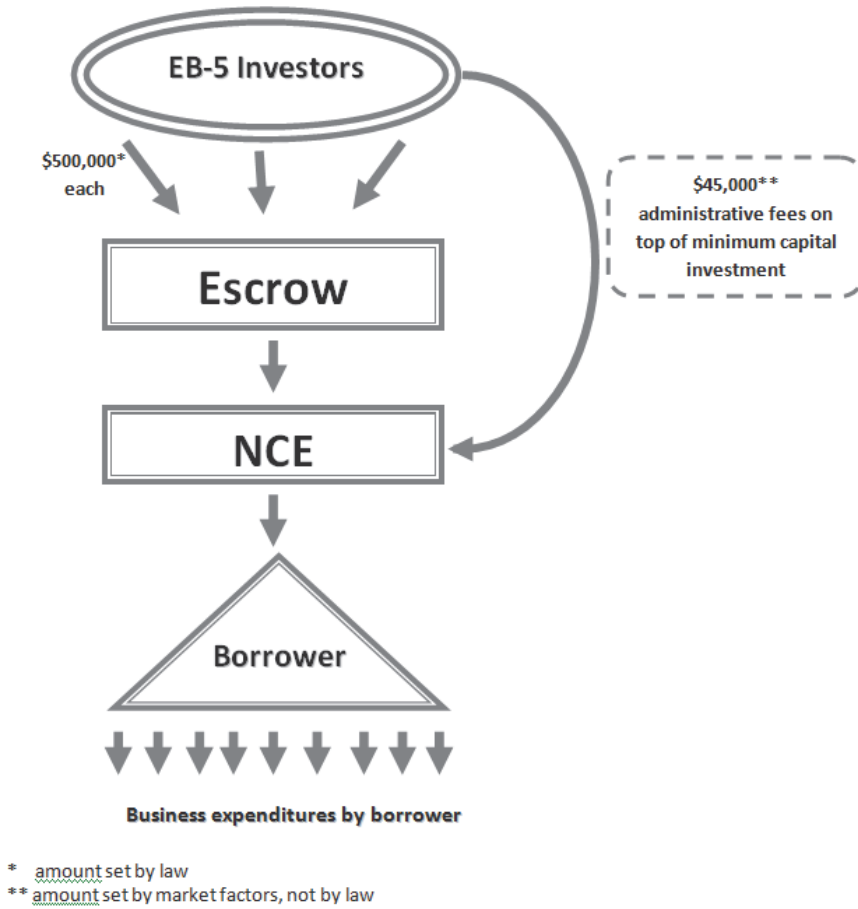 EB-5 Investors
$500,000*
each
$45,000**
administrative fees on
top of minimum capital
investment
Escrow
NCE
Borrower
Business expenditures by borrower
* amount set by law
** amount set by market factors, not by law